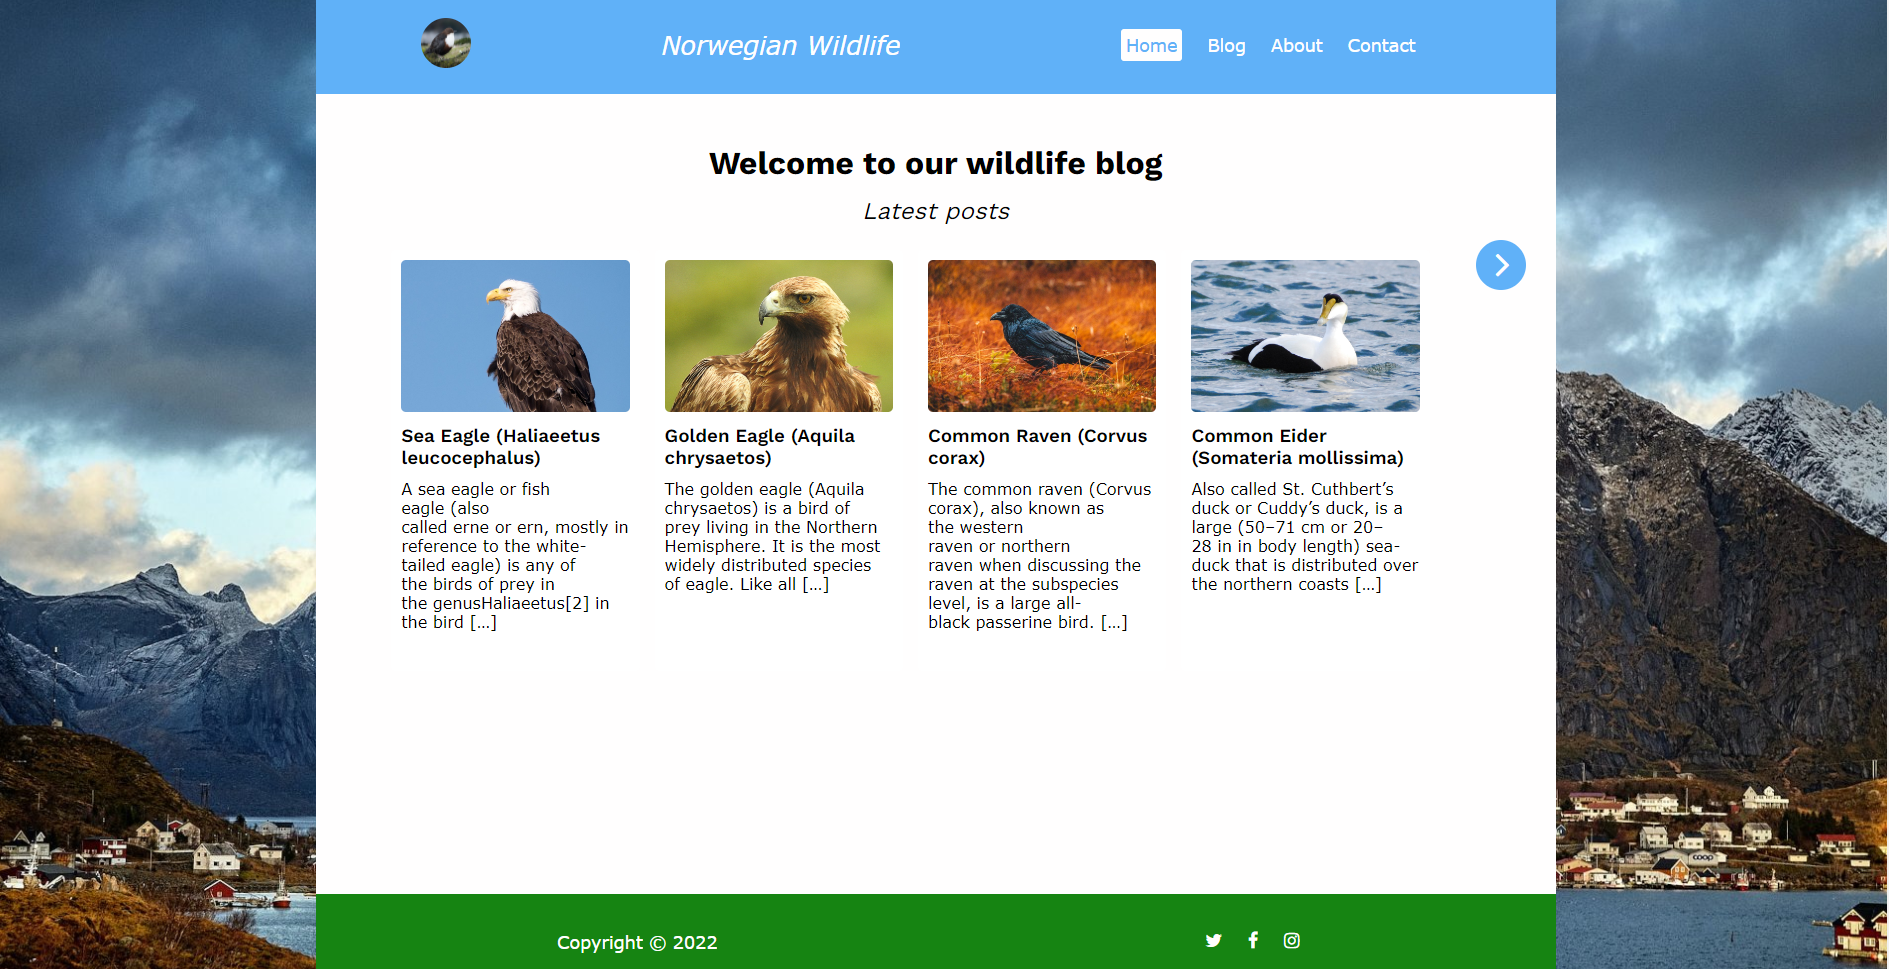 Norwegian Wildlife
Home Blog About Contact
Welcome to our wildlife blog
Latest posts
Sea Eagle (Haliaeetus
leucocephalus)
A sea eagle or fish
eagle (also
called erne or ern, mostly in
reference to the white-
tailed eagle) is any of
the birds of prey in
the genusHaliaeetus[2] in
the bird […]
Golden Eagle (Aquila
chrysaetos)
The golden eagle (Aquila
chrysaetos) is a bird of
prey living in the Northern
Hemisphere. It is the most
widely distributed species
of eagle. Like all […]
Common Raven (Corvus
corax)
The common raven (Corvus
corax), also known as
the western
raven or northern
raven when discussing the
raven at the subspecies
level, is a large all-
black passerine bird. […]
Common Eider
(Somateria mollissima)
Also called St. Cuthbert’s
duck or Cuddy’s duck, is a
large (50–71 cm or 20–
28 in in body length) sea-
duck that is distributed over
the northern coasts […]
coop
Copyright © 2022